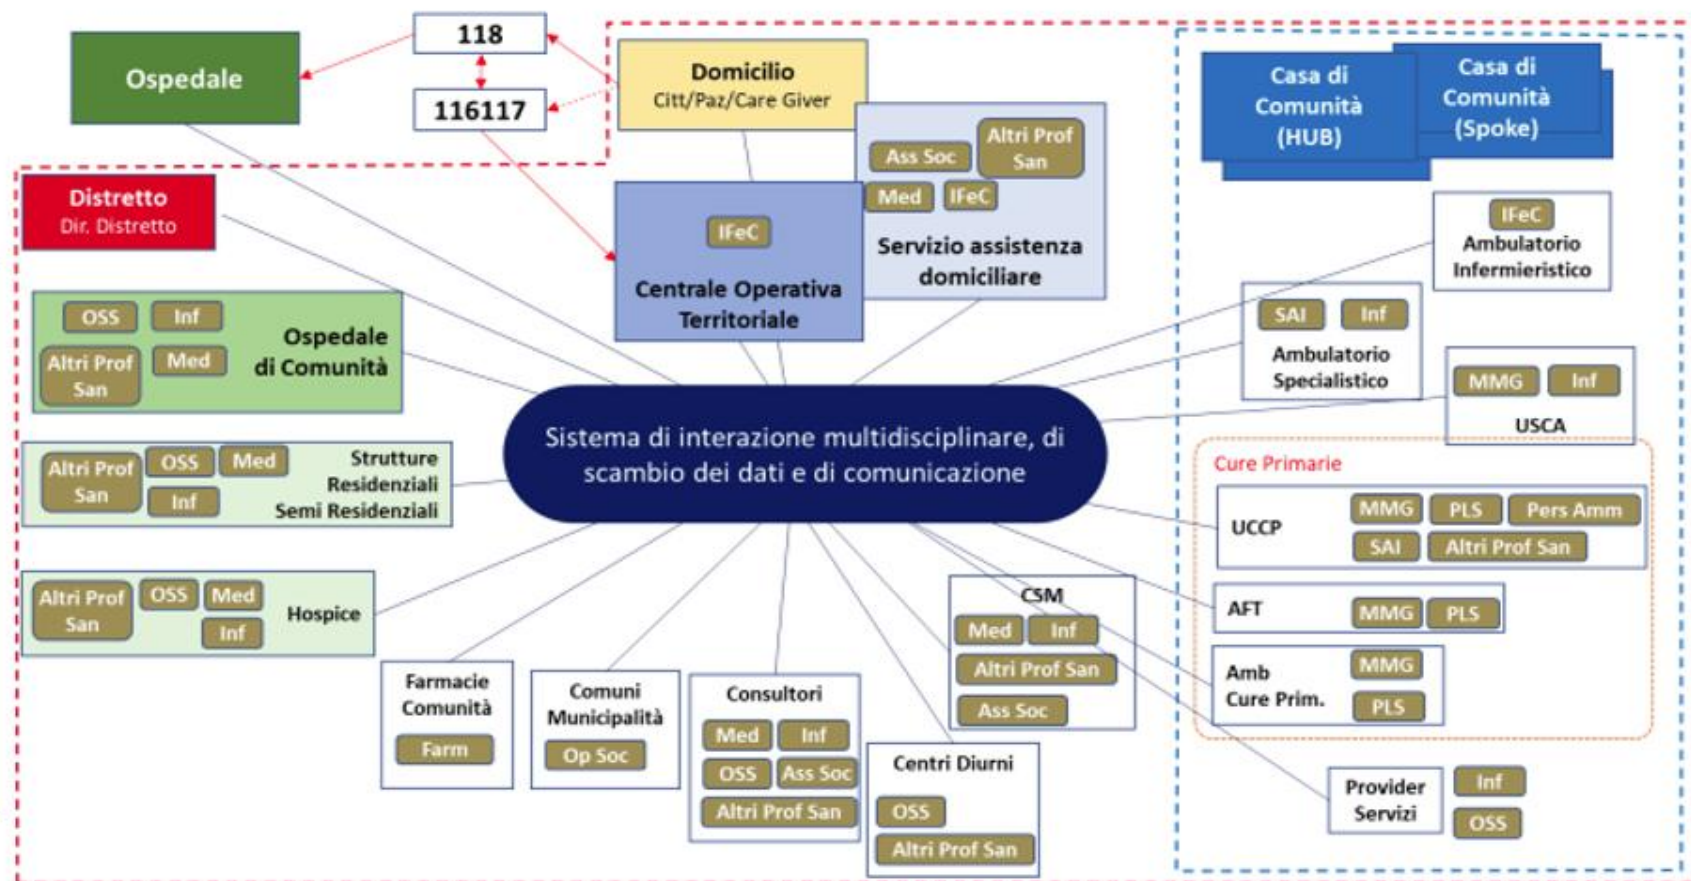 Ospedale
118
116117
Domicilio
Citt/Paz/Care Giver
Casa di
Comunità
(HUB)
Casa di
Comunità
(Spoke)
Distretto
Dir. Distretto
IFeC
Centrale Operativa
Territoriale
Ass Soc
Altri Prof
San
Med
IFeC
Servizio assistenza
domiciliare
IFeC
Ambulatorio
Infermieristico
OSS
Inf
Altri Prof
San
Med
Ospedale
di Comunità
SAI
Inf
Ambulatorio
Specialistico
MMG
Inf
USCA
Sistema di interazione multidisciplinare, di
scambio dei dati e di comunicazione
Altri Prof
San
OSS
Med
Inf
Strutture
Residenziali
Semi Residenziali
Cure Primarie
UCCP
MMG
PLS
Pers Amm
SAI
Altri Prof San
AFT
MMG
PLS
Amb
Cure Prim.
MMG
PLS
Altri Prof
San
OSS
Med
Inf
Hospice
Farmacie
Comunità
Farm
Comuni
Municipalità
Op Soc
Consultori
Med
Inf
OSS
Ass Soc
Altri Prof San
Centri Diurni
OSS
Altri Prof San
CSM
Med
Inf
Altri Prof San
Ass Soc
Provider
Servizi
Inf
OSS